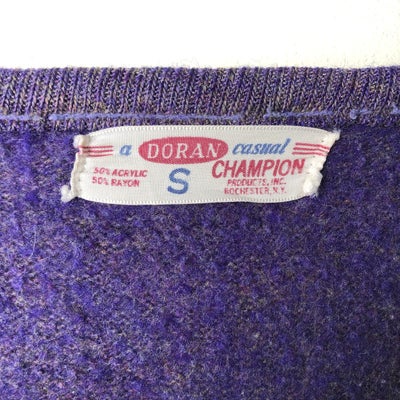 a DORAN casual
50% ACRYLIC
50% RAYON
S
CHAMPION
PRODUCTS, INC.
ROCHESTER, N.Y.